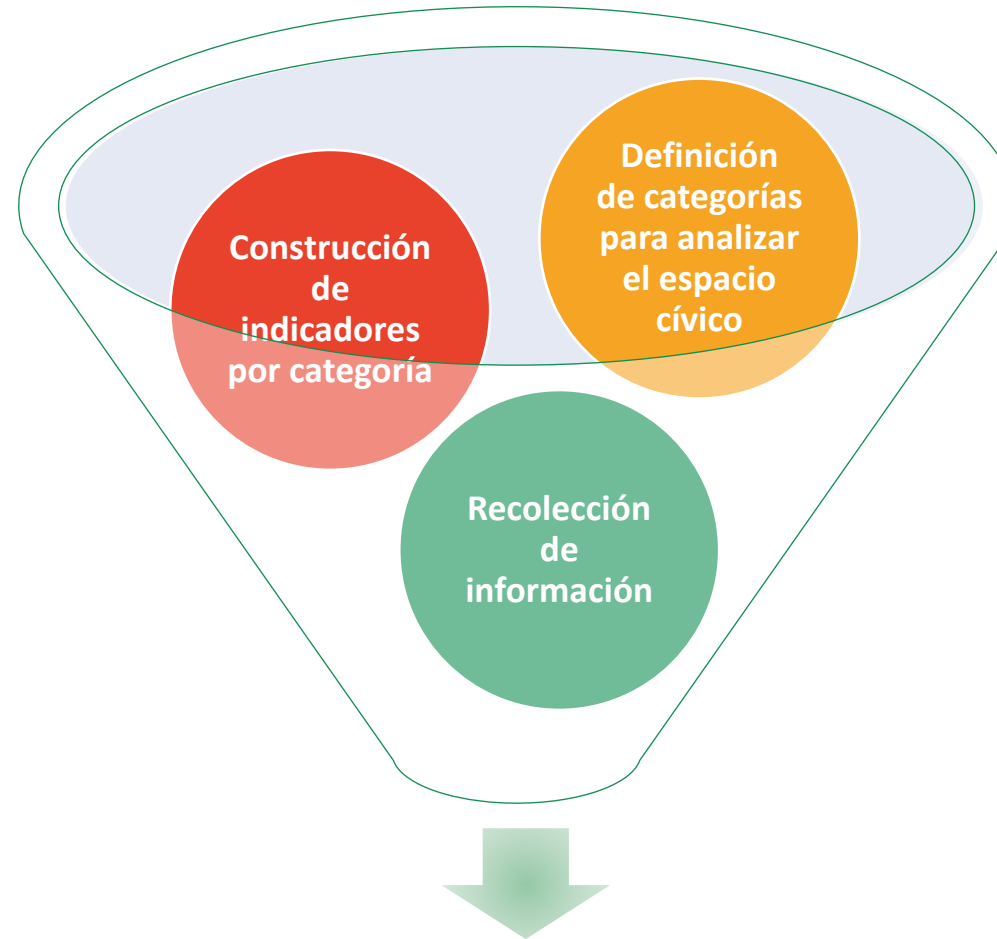 Definición
de categorías
para analizar
el espacio
cívico
Construcción
de
indicadores
por categoría
Recolección
de
información